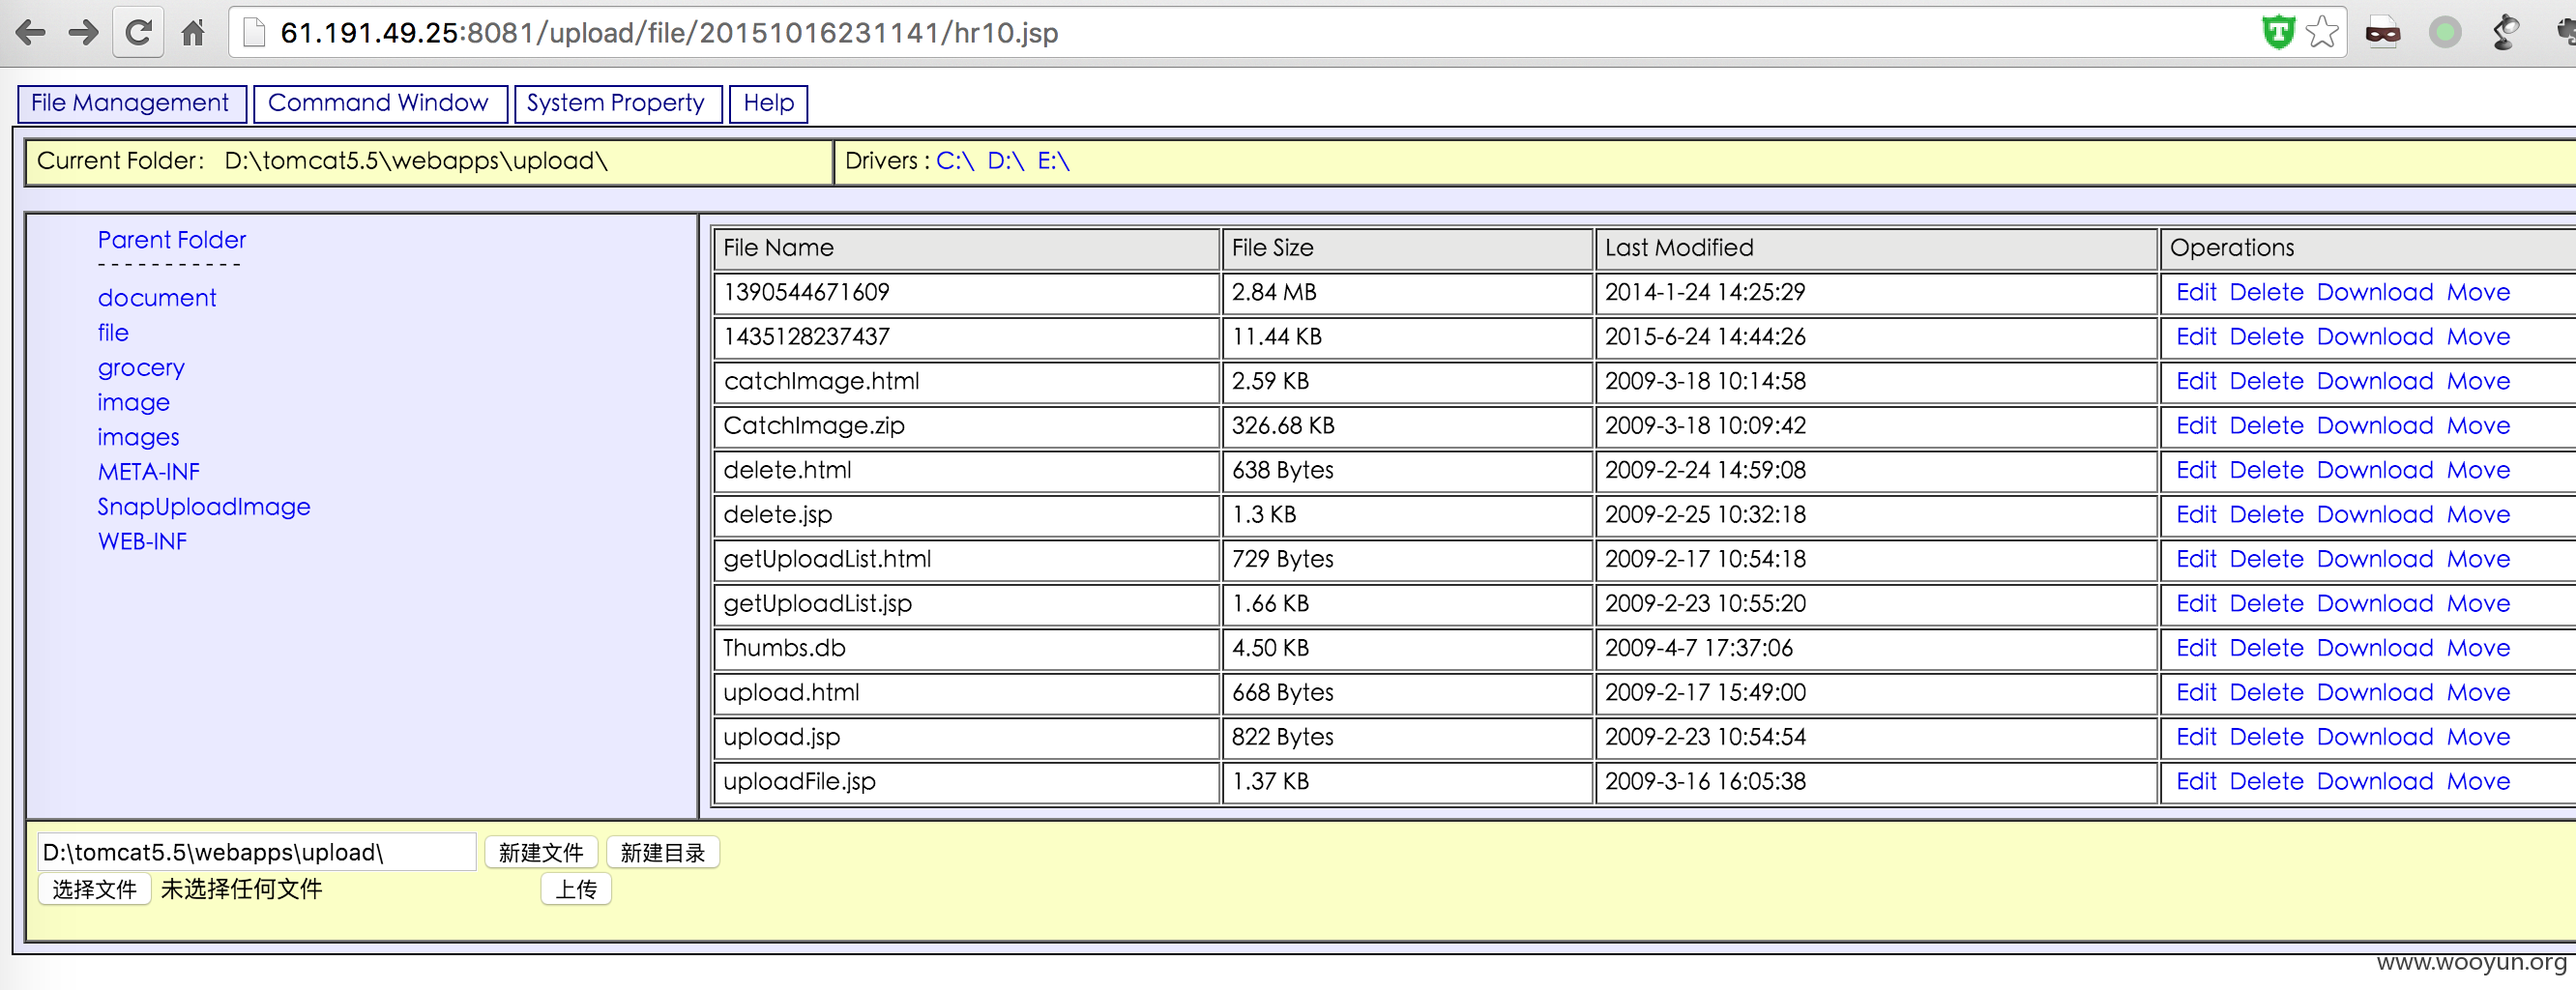 61.191.49.25:8081/upload/file/20151016231141/hr10.jsp
File Management Command Window System Property Help
Current Folder: D:\tomcat5.5\webapps\upload\ Drivers : C:\ D:\ E:\
Parent Folder
-----------
document
file
grocery
image
images
META-INF
SnapUploadImage
WEB-INF
File Name File Size Last Modified Operations
1390544671609 2.84 MB 2014-1-24 14:25:29 Edit Delete Download Move
1435128237437 11.44 KB 2015-6-24 14:44:26 Edit Delete Download Move
catchImage.html 2.59 KB 2009-3-18 10:14:58 Edit Delete Download Move
CatchImage.zip 326.68 KB 2009-3-18 10:09:42 Edit Delete Download Move
delete.html 638 Bytes 2009-2-24 14:59:08 Edit Delete Download Move
delete.jsp 1.3 KB 2009-2-25 10:32:18 Edit Delete Download Move
getUploadList.html 729 Bytes 2009-2-17 10:54:18 Edit Delete Download Move
getUploadList.jsp 1.66 KB 2009-2-23 10:55:20 Edit Delete Download Move
Thumbs.db 4.50 KB 2009-4-7 17:37:06 Edit Delete Download Move
upload.html 668 Bytes 2009-2-17 15:49:00 Edit Delete Download Move
upload.jsp 822 Bytes 2009-2-23 10:54:54 Edit Delete Download Move
uploadFile.jsp 1.37 KB 2009-3-16 16:05:38 Edit Delete Download Move
D:\tomcat5.5\webapps\upload\ 新建文件 新建目录
选择文件 未选择任何文件 上传
www.wooyun.org